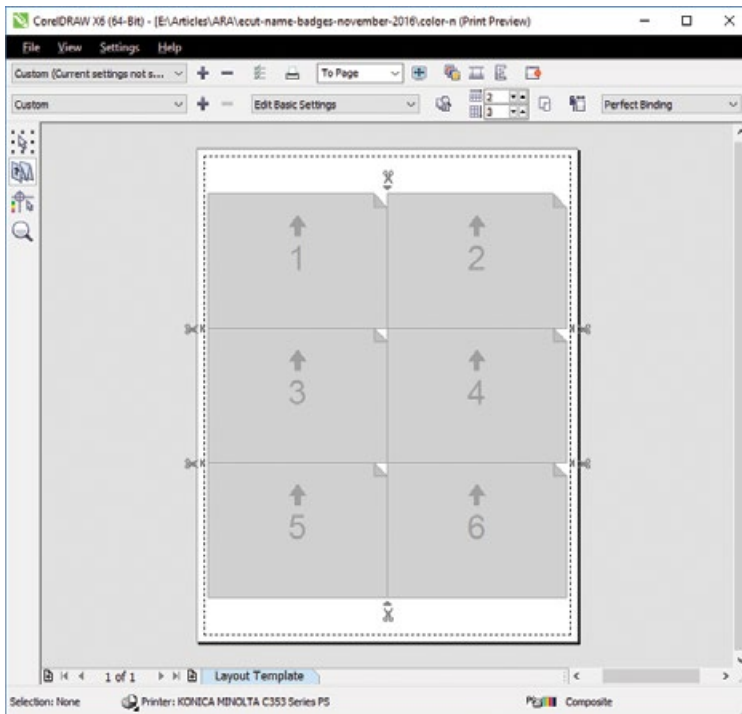 CorelDRAW X6 (64-Bit) - [E:\Articles\ARA\ecut-name-badges-november-2016\color-n (Print Preview)
File View Settings Help
Custom (Current settings not s... To Page
Custom Edit Basic Settings 2 Perfect Binding
3
1 2
3 4
5 6
1 of 1 Layout Template
Selection: None Printer: KONICA MINOLTA C353 Series PS Composite